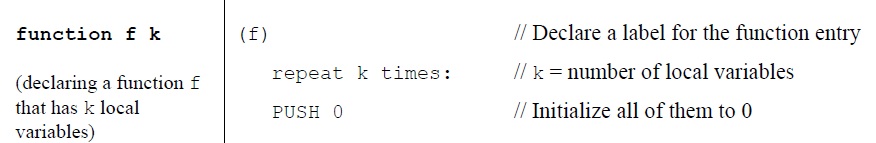 function f k
(declaring a function f
that has k local
variables)
(f)
repeat k times:
PUSH 0
// Declare a label for the function entry
// k = number of local variables
// Initialize all of them to 0